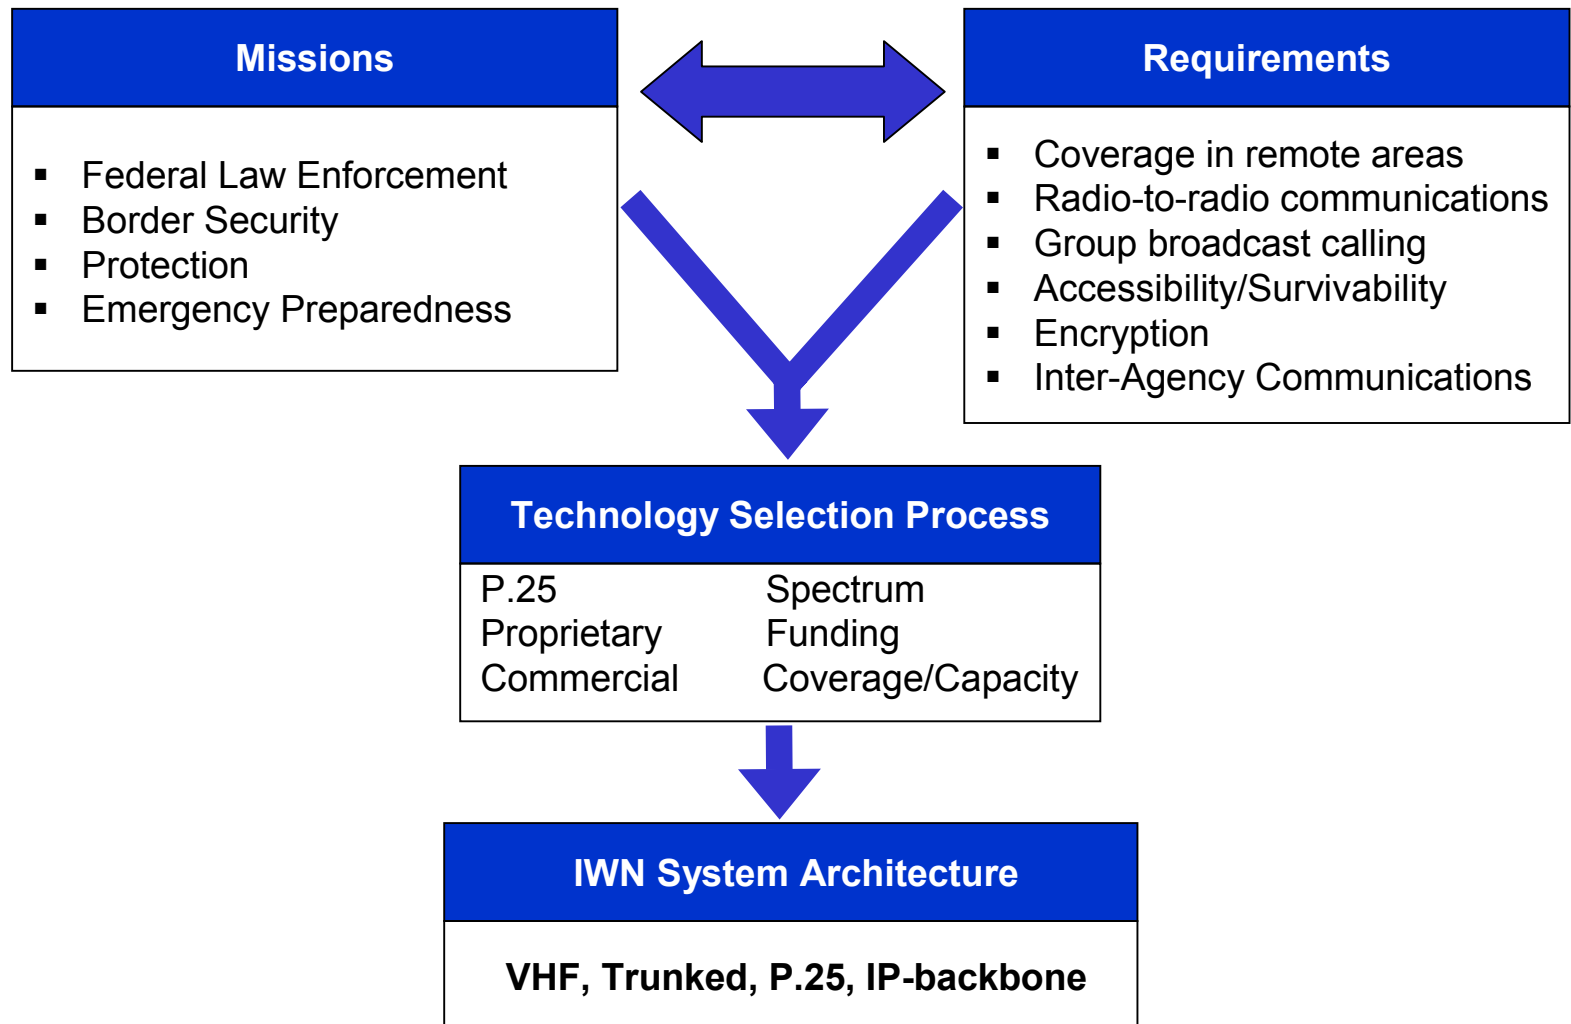 Missions
▪ Federal Law Enforcement
▪ Border Security
▪ Protection
▪ Emergency Preparedness
Requirements
▪ Coverage in remote areas
▪ Radio-to-radio communications
▪ Group broadcast calling
▪ Accessibility/Survivability
▪ Encryption
▪ Inter-Agency Communications
Technology Selection Process
P.25 Spectrum
Proprietary Funding
Commercial Coverage/Capacity
IWN System Architecture
VHF, Trunked, P.25, IP-backbone